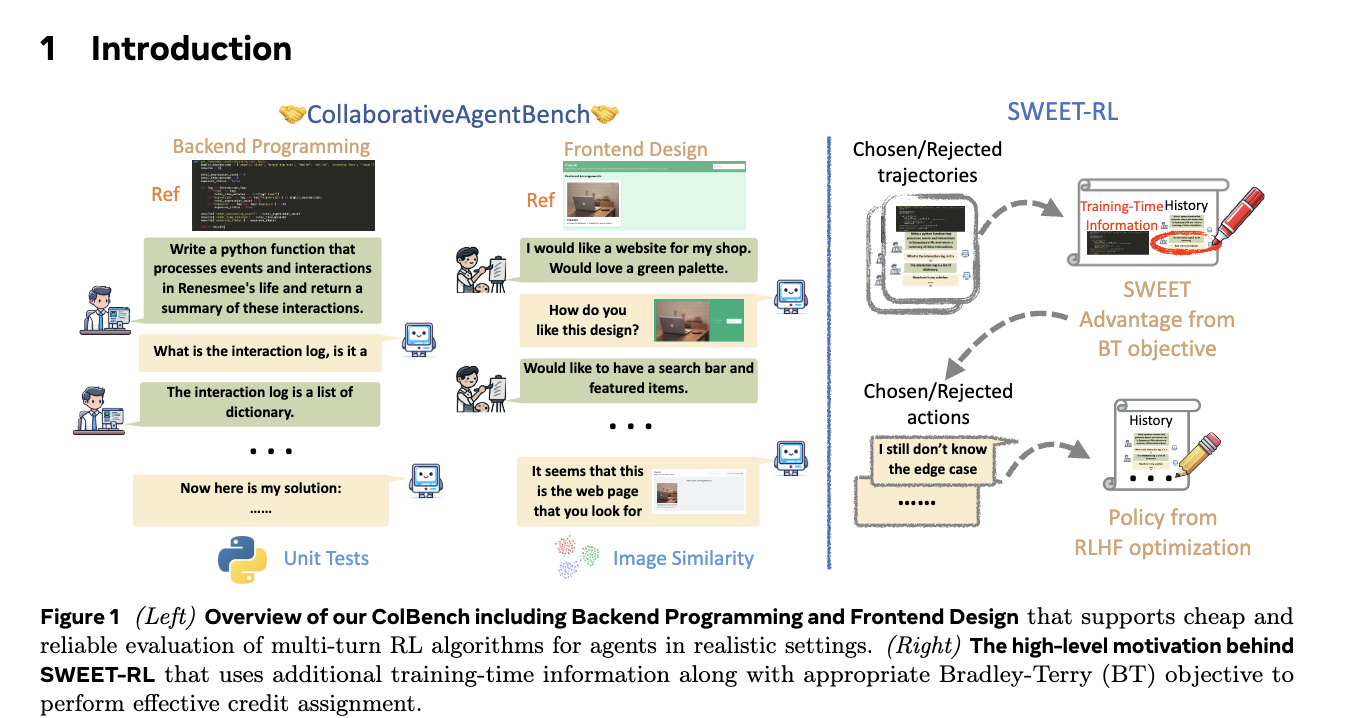 1 Introduction
CollaborativeAgentBench
Backend Programming
Ref
Write a python function that
processes events and interactions
in Renesmee's life and return a
summary of these interactions.
What is the interaction log, is it a
The interaction log is a list of
dictionary.
. . .
Now here is my solution:
......
Unit Tests
Frontend Design
Ref
I would like a website for my shop.
Would love a green palette.
How do you
like this design?
Would like to have a search bar and
featured items.
. . .
It seems that this
is the web page
that you look for
Image Similarity
SWEET-RL
Chosen/Rejected
trajectories
Training-Time
Information
History
SWEET
Advantage from
BT objective
Chosen/Rejected
actions
I still don’t know
the edge case
......
History
. . .
Policy from
RLHF optimization
Figure 1 (Left) Overview of our ColBench including Backend Programming and Frontend Design that supports cheap and
reliable evaluation of multi-turn RL algorithms for agents in realistic settings. (Right) The high-level motivation behind
SWEET-RL that uses additional training-time information along with appropriate Bradley-Terry (BT) objective to
perform effective credit assignment.